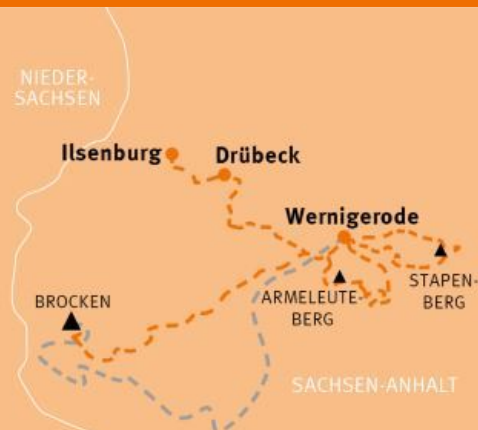 NIEDER-
SACHSEN
Ilsenburg
Drübeck
Wernigerode
BROCKEN
ARMELEUTE-
BERG
STAPEN-
BERG
SACHSEN-ANHALT